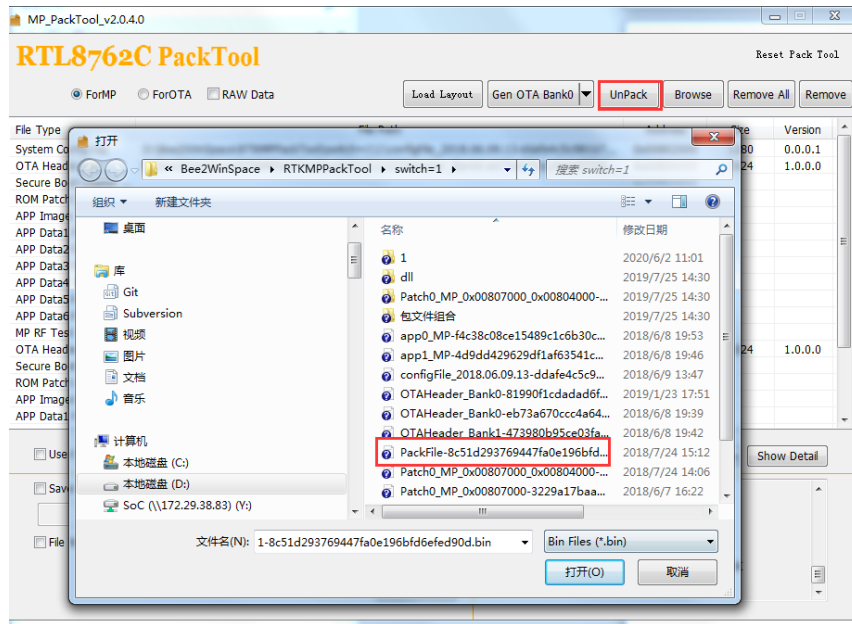 MP_PackTool_v2.0.4.0
RTL8762C PackTool
Reset Pack Tool
ForMP ForOTA RAW Data Load Layout Gen OTA Bank0 UnPack Browse Remove All Remove
File Type Version
System 0.0.0.1
OTA Head 24 1.0.0.0
Secure
ROM Patch
APP Image
APP Data1
APP Data2
APP Data3
APP Data4
APP Data5
APP Data6
MP RF
OTA Head 24 1.0.0.0
Secure
ROM Patch
APP Image
APP Data1
打开
« Bee2WinSpace RTKMPPackTool switch=1 搜索 switch=1
组织 新建文件夹
桌面
库
Git
Subversion
视频
图片
文档
音乐
计算机
本地磁盘 (C:)
本地磁盘 (D:)
SoC (\\172.29.38.83) (Y:)
名称 修改日期
1 2020/6/2 11:01
dll 2019/7/25 14:30
Patch0_MP_0x00807000_0x00804000-... 2019/7/25 14:30
包文件组合 2019/7/25 14:30
app0_MP-f4c38c08ce15489c1c6b30c... 2018/6/8 19:53
app1_MP-4d9dd429629df1af63541c... 2018/6/8 19:46
configFile_2018.06.09.13-ddafe4c5c9... 2018/6/9 13:47
OTAHeader_Bank0-81990f1cdadad6f... 2019/1/23 17:51
OTAHeader_Bank0-eb73a670ccc4a64... 2018/6/8 19:39
OTAHeader_Bank1-473980b95ce03fa... 2018/6/8 19:42
PackFile-8c51d293769447fa0e196bfd... 2018/7/24 15:12
Patch0_MP_0x00807000_0x00804000-... 2018/7/24 14:06
Patch0_MP_0x00807000-3229a17baa... 2018/6/7 16:22
文件名(N): 1-8c51d293769447fa0e196bfd6efed90d.bin Bin Files (*.bin)
打开(O) 取消
Use Show Detail
File